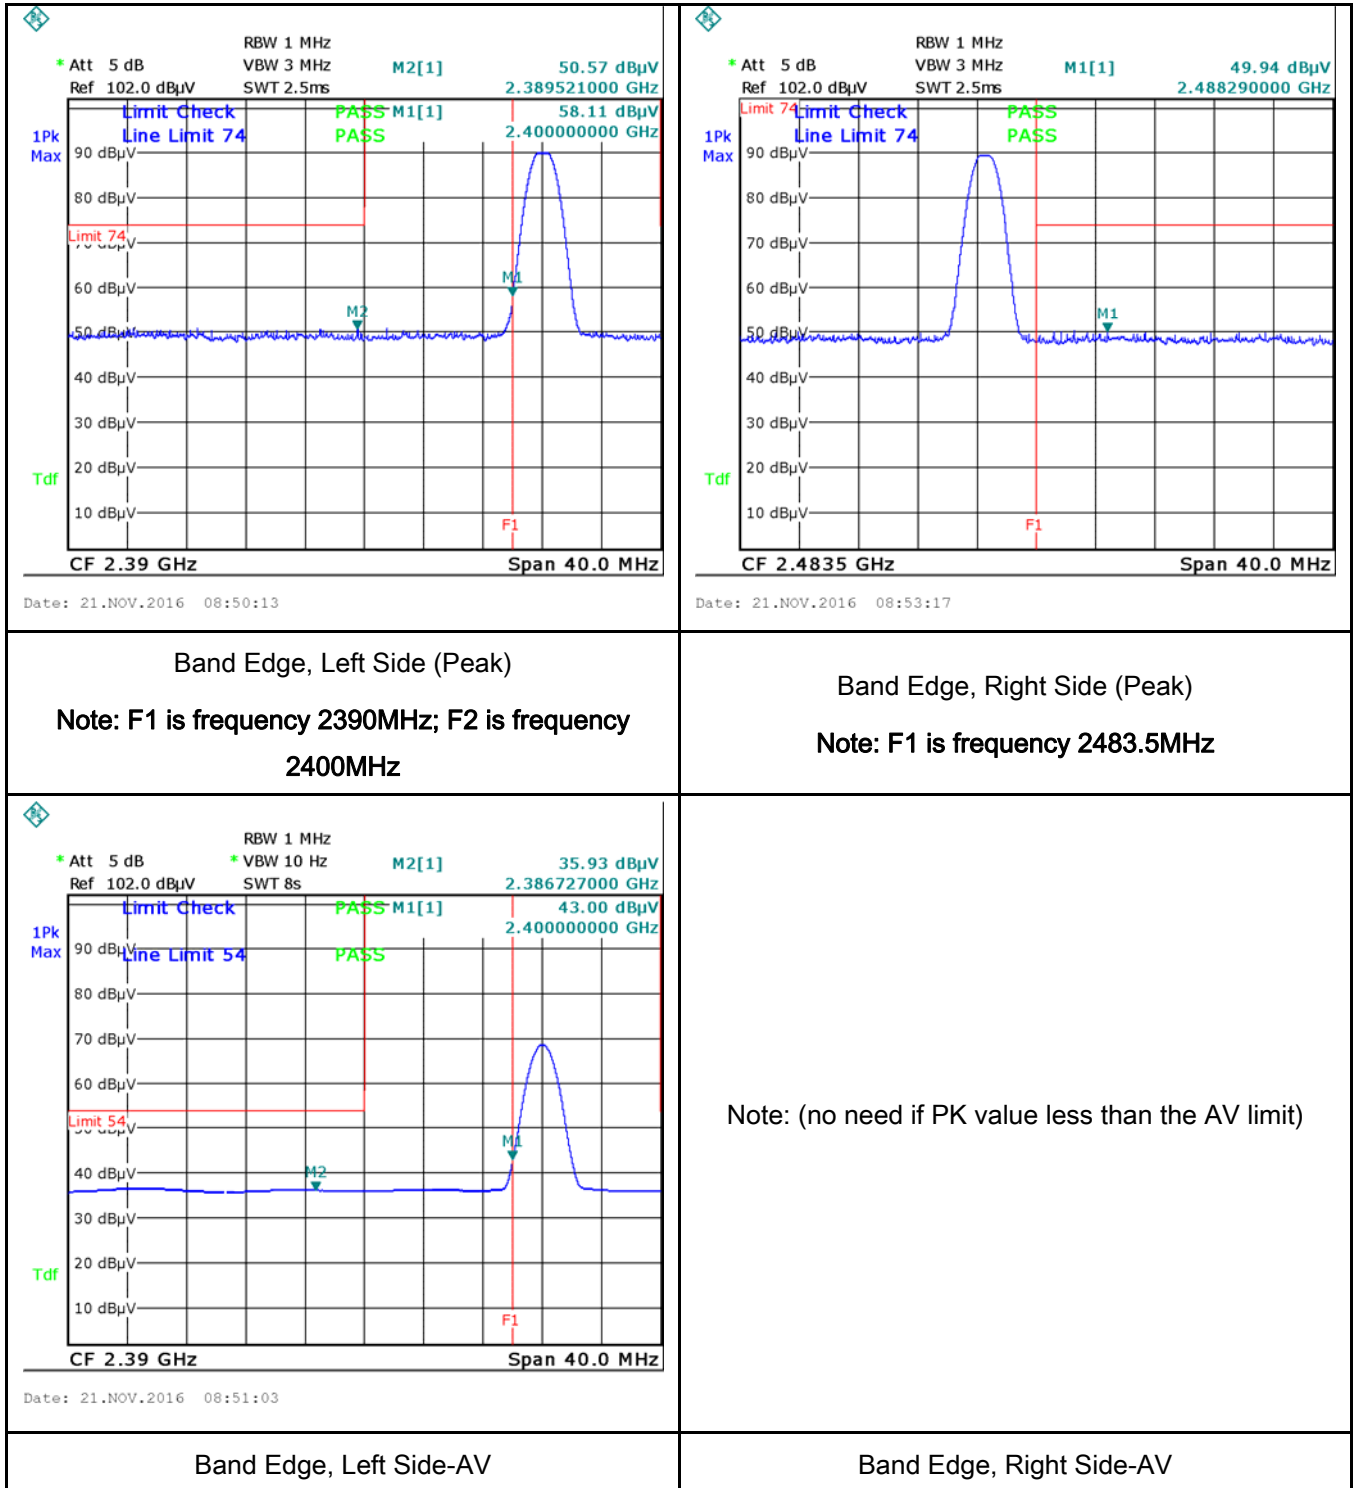 RBW 1 MHz
* Att 5 dB VBW 3 MHz M2[1] 50.57 dBµV
Ref 102.0 dBµV SWT 2.5ms 2.389521000 GHz
Limit Check PASS M1[1] 58.11 dBµV
1Pk Line Limit 74 PASS 2.400000000 GHz
Max 90 dBµV
80 dBµV
Limit 74
70 dBµV
M1
60 dBµV
M2
50 dBµV
40 dBµV
30 dBµV
20 dBµV
Tdf
10 dBµV
F1
CF 2.39 GHz Span 40.0 MHz
Date: 21.NOV.2016 08:50:13
RBW 1 MHz
* Att 5 dB VBW 3 MHz M1[1] 49.94 dBµV
Ref 102.0 dBµV SWT 2.5ms 2.488290000 GHz
Limit 74 Limit Check PASS
1Pk Line Limit 74 PASS
Max 90 dBµV
80 dBµV
70 dBµV
60 dBµV
M1
50 dBµV
40 dBµV
30 dBµV
20 dBµV
Tdf
10 dBµV
F1
CF 2.4835 GHz Span 40.0 MHz
Date: 21.NOV.2016 08:53:17
Band Edge, Left Side (Peak)
Note: F1 is frequency 2390MHz; F2 is frequency
2400MHz
Band Edge, Right Side (Peak)
Note: F1 is frequency 2483.5MHz
RBW 1 MHz
* Att 5 dB * VBW 10 Hz M2[1] 35.93 dBµV
Ref 102.0 dBµV SWT 8s 2.386727000 GHz
Limit Check PASS M1[1] 43.00 dBµV
1Pk 2.400000000 GHz
Max 90 dBµV Line Limit 54 PASS
80 dBµV
70 dBµV
60 dBµV
Limit 54
50 dBµV
M1
40 dBµV M2
30 dBµV
20 dBµV
Tdf
10 dBµV
F1
CF 2.39 GHz Span 40.0 MHz
Date: 21.NOV.2016 08:51:03
Note: (no need if PK value less than the AV limit)
Band Edge, Left Side-AV
Band Edge, Right Side-AV